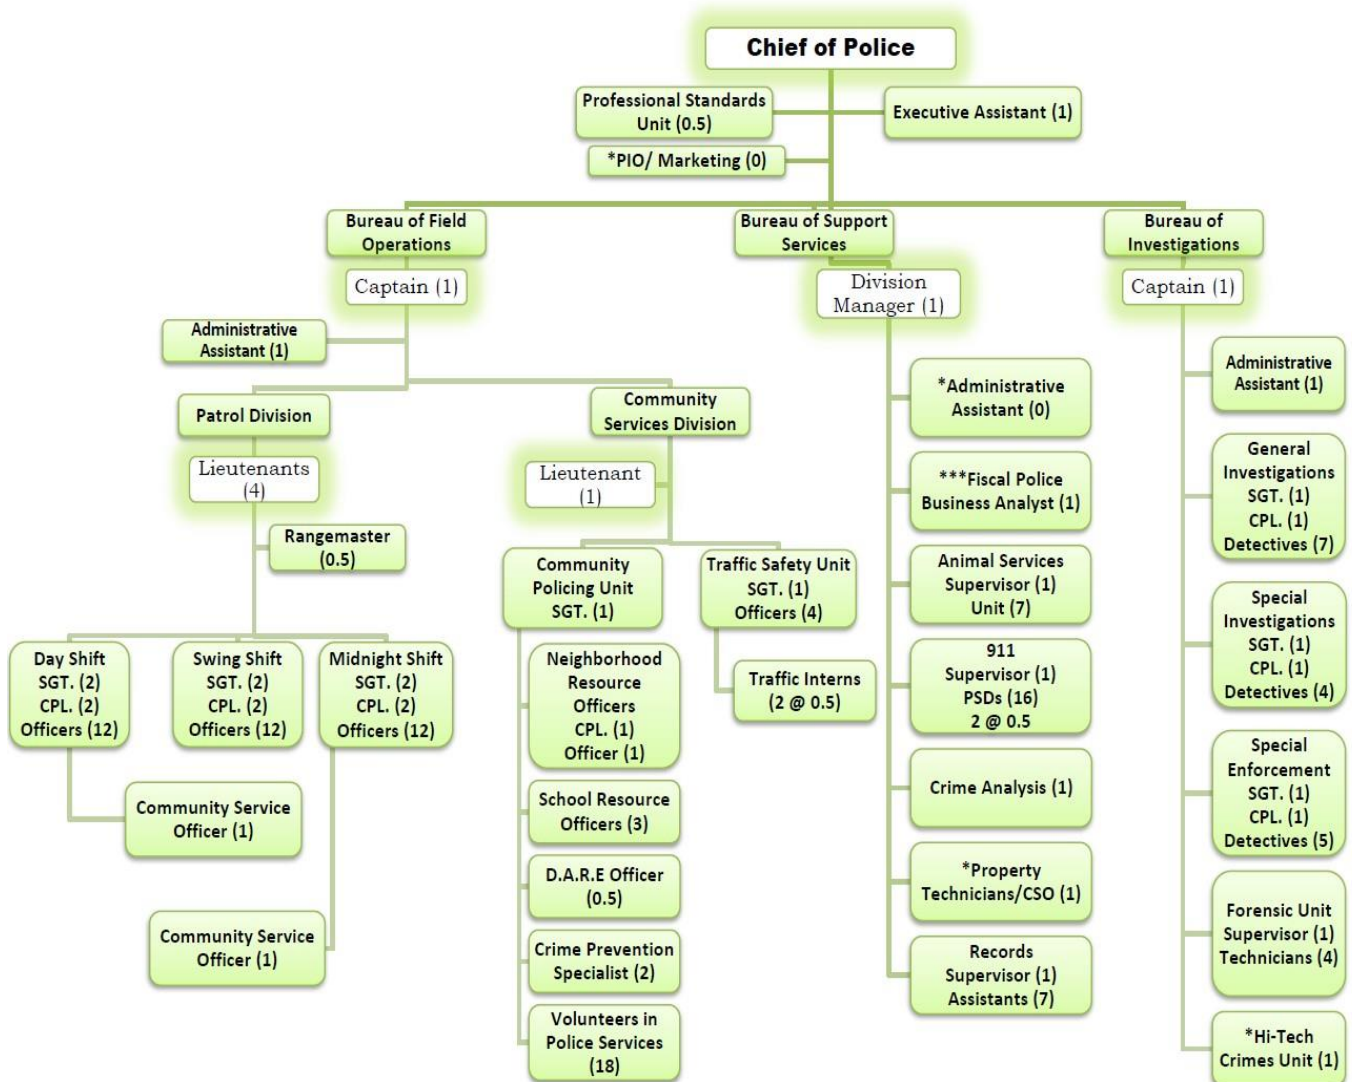 Chief of Police
Professional Standards
Unit (0.5)
Executive Assistant (1)
*PIO/ Marketing (0)
Bureau of Field
Operations
Captain (1)
Administrative
Assistant (1)
Patrol Division
Lieutenants
(4)
Rangemaster
(0.5)
Day Shift
SGT. (2)
CPL. (2)
Officers (12)
Swing Shift
SGT. (2)
CPL. (2)
Officers (12)
Midnight Shift
SGT. (2)
CPL. (2)
Officers (12)
Community Service
Officer (1)
Community Service
Officer (1)
Community
Services Division
Lieutenant
(1)
Community
Policing Unit
SGT. (1)
Neighborhood
Resource
Officers
CPL. (1)
Officer (1)
School Resource
Officers (3)
D.A.R.E Officer
(0.5)
Crime Prevention
Specialist (2)
Volunteers in
Police Services
(18)
Traffic Safety Unit
SGT. (1)
Officers (4)
Traffic Interns
(2 @ 0.5)
Bureau of Support
Services
Division
Manager (1)
*Administrative
Assistant (0)
***Fiscal Police
Business Analyst (1)
Animal Services
Supervisor (1)
Unit (7)
911
Supervisor (1)
PSDs (16)
2 @ 0.5
Crime Analysis (1)
*Property
Technicians/CSO (1)
Records
Supervisor (1)
Assistants (7)
Bureau of
Investigations
Captain (1)
Administrative
Assistant (1)
General
Investigations
SGT. (1)
CPL. (1)
Detectives (7)
Special
Investigations
SGT. (1)
CPL. (1)
Detectives (4)
Special
Enforcement
SGT. (1)
CPL. (1)
Detectives (5)
Forensic Unit
Supervisor (1)
Technicians (4)
*Hi-Tech
Crimes Unit (1)